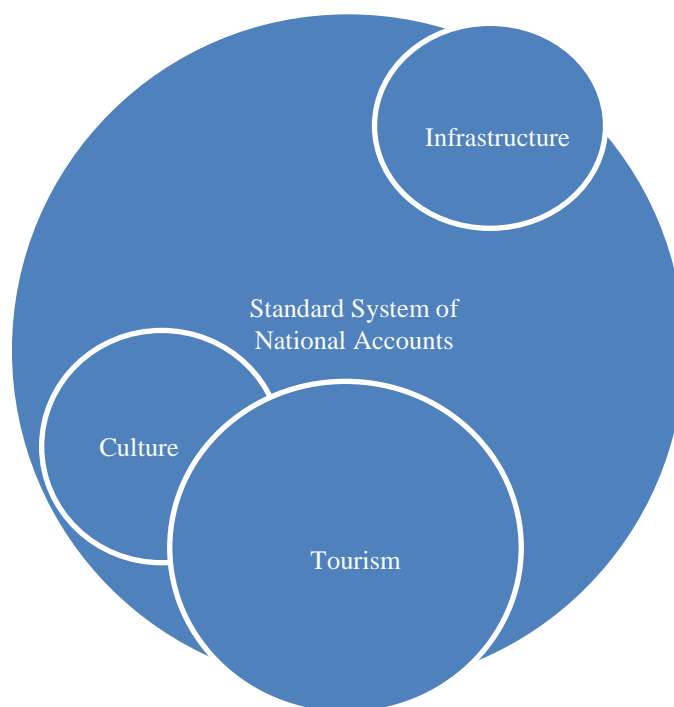 Infrastructure
Standard System of
National Accounts
Culture
Tourism